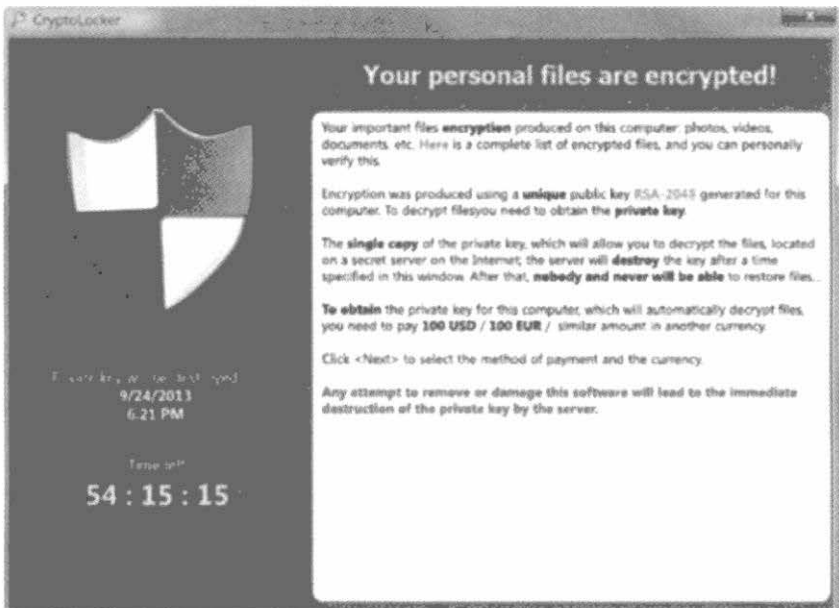 CryptoLocker
Your personal files are encrypted!
Your important files encryption produced on this computer: photos, videos,
documents, etc. Here is a complete list of encrypted files, and you can personally
verify this.
Encryption was produced using a unique public key RSA-2048 generated for this
computer. To decrypt filesyou need to obtain the private key.
The single copy of the private key, which will allow you to decrypt the files, located
on a secret server on the Internet; the server will destroy the key after a time
specified in this window. After that, nobody and never will be able to restore files...
To obtain the private key for this computer, which will automatically decrypt files,
you need to pay 100 USD / 100 EUR / similar amount in another currency.
Click <Next> to select the method of payment and the currency.
Any attempt to remove or damage this software will lead to the immediate
destruction of the private key by the server.
key
9/24/2013
6:21 PM
Time left
54 : 15 : 15